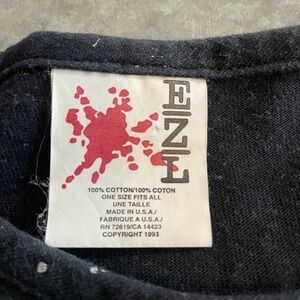 EZL
100% COTTON/100% COTON
ONE SIZE FITS ALL
UNE TAILLE
MADE IN U.S.A./
FABRIQUE A U.S.A./
RN 72619/CA 14423
COPYRIGHT 1993